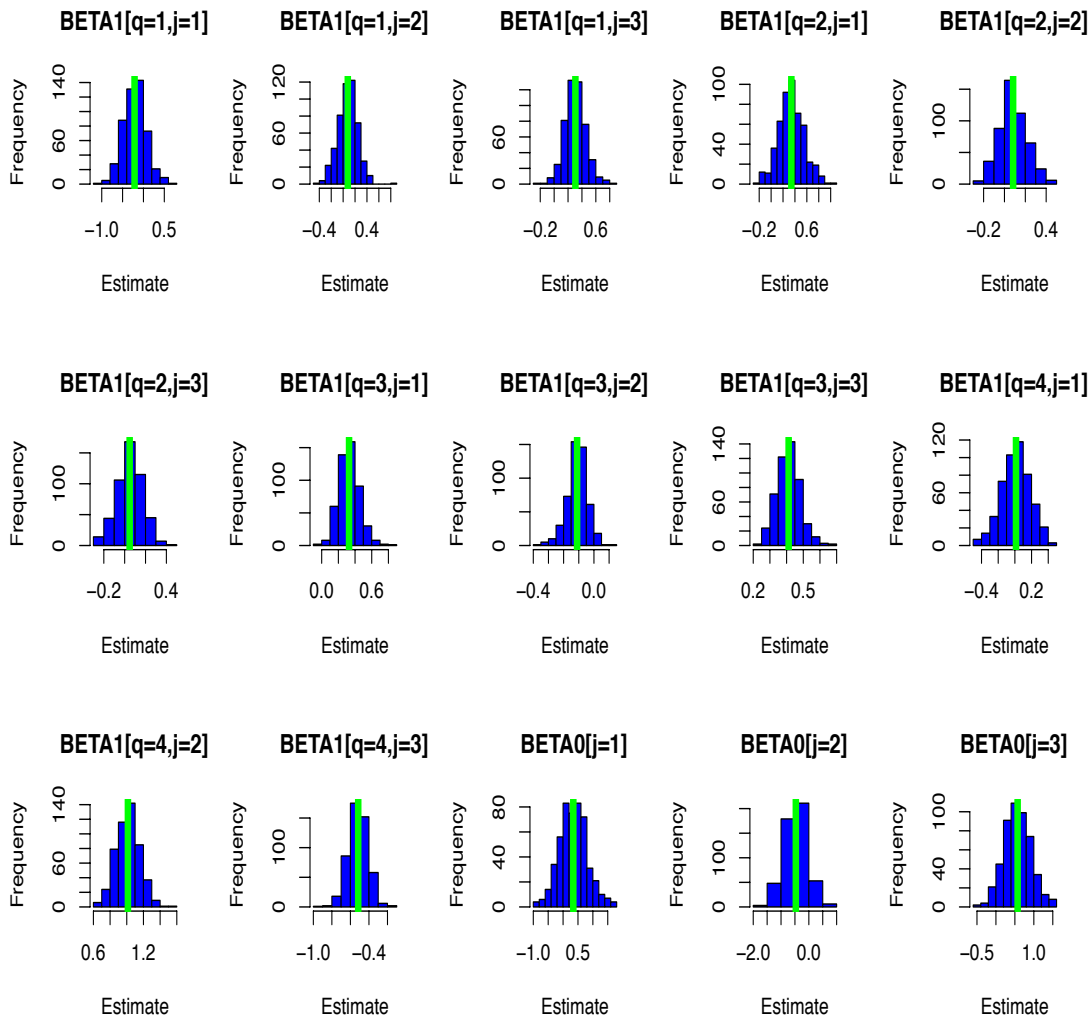 BETA1[q=1,j=1]
Frequency
0 60 140
−1.0 0.5
Estimate
BETA1[q=1,j=2]
Frequency
0 60 120
−0.4 0.4
Estimate
BETA1[q=1,j=3]
Frequency
0 60
−0.2 0.6
Estimate
BETA1[q=2,j=1]
Frequency
0 40 100
−0.2 0.6
Estimate
BETA1[q=2,j=2]
Frequency
0 100
−0.2 0.4
Estimate
BETA1[q=2,j=3]
Frequency
0 100
−0.2 0.4
Estimate
BETA1[q=3,j=1]
Frequency
0 100
0.0 0.6
Estimate
BETA1[q=3,j=2]
Frequency
0 100
−0.4 0.0
Estimate
BETA1[q=3,j=3]
Frequency
0 60 140
0.2 0.5
Estimate
BETA1[q=4,j=1]
Frequency
0 60 120
−0.4 0.2
Estimate
BETA1[q=4,j=2]
Frequency
0 60 140
0.6 1.2
Estimate
BETA1[q=4,j=3]
Frequency
0 100
−1.0 −0.4
Estimate
BETA0[j=1]
Frequency
0 40 80
−1.0 0.5
Estimate
BETA0[j=2]
Frequency
0 100
−2.0 0.0
Estimate
BETA0[j=3]
Frequency
0 40 100
−0.5 1.0
Estimate